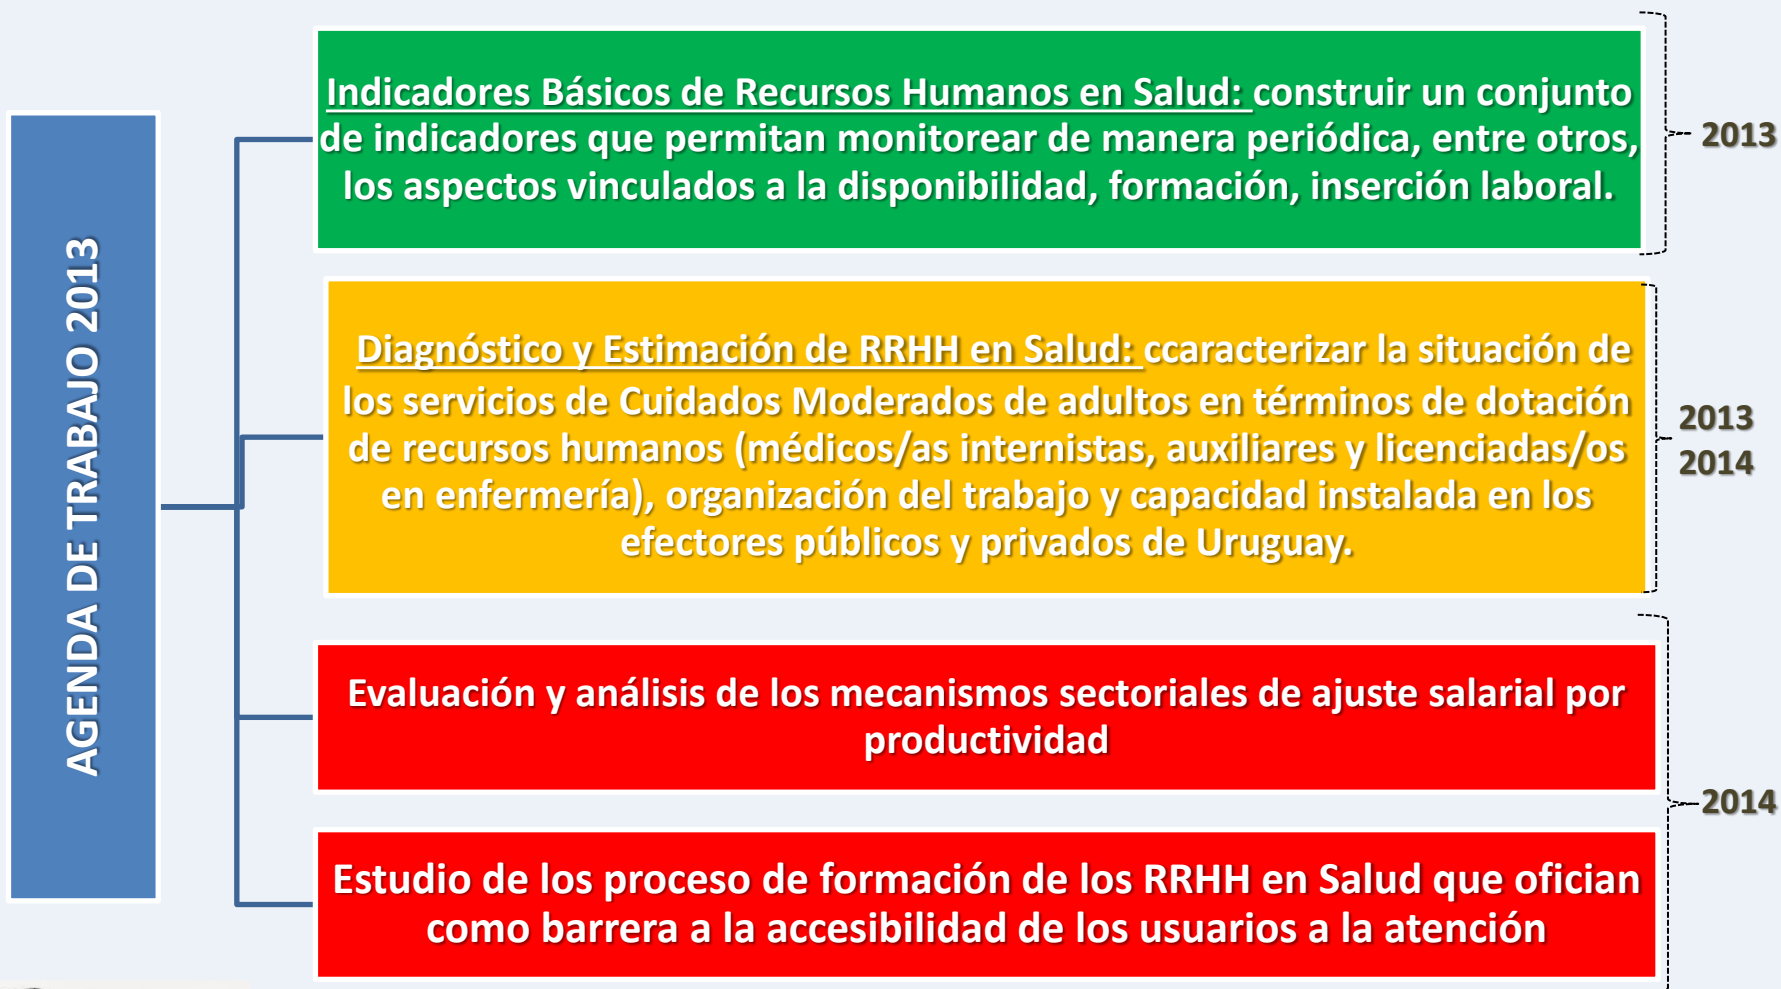 AGENDA DE TRABAJO 2013
Indicadores Básicos de Recursos Humanos en Salud: construir un conjunto
de indicadores que permitan monitorear de manera periódica, entre otros,
los aspectos vinculados a la disponibilidad, formación, inserción laboral.
2013
Diagnóstico y Estimación de RRHH en Salud: ccaracterizar la situación de
los servicios de Cuidados Moderados de adultos en términos de dotación
de recursos humanos (médicos/as internistas, auxiliares y licenciadas/os
en enfermería), organización del trabajo y capacidad instalada en los
efectores públicos y privados de Uruguay.
2013
2014
Evaluación y análisis de los mecanismos sectoriales de ajuste salarial por
productividad
Estudio de los proceso de formación de los RRHH en Salud que ofician
como barrera a la accesibilidad de los usuarios a la atención
2014